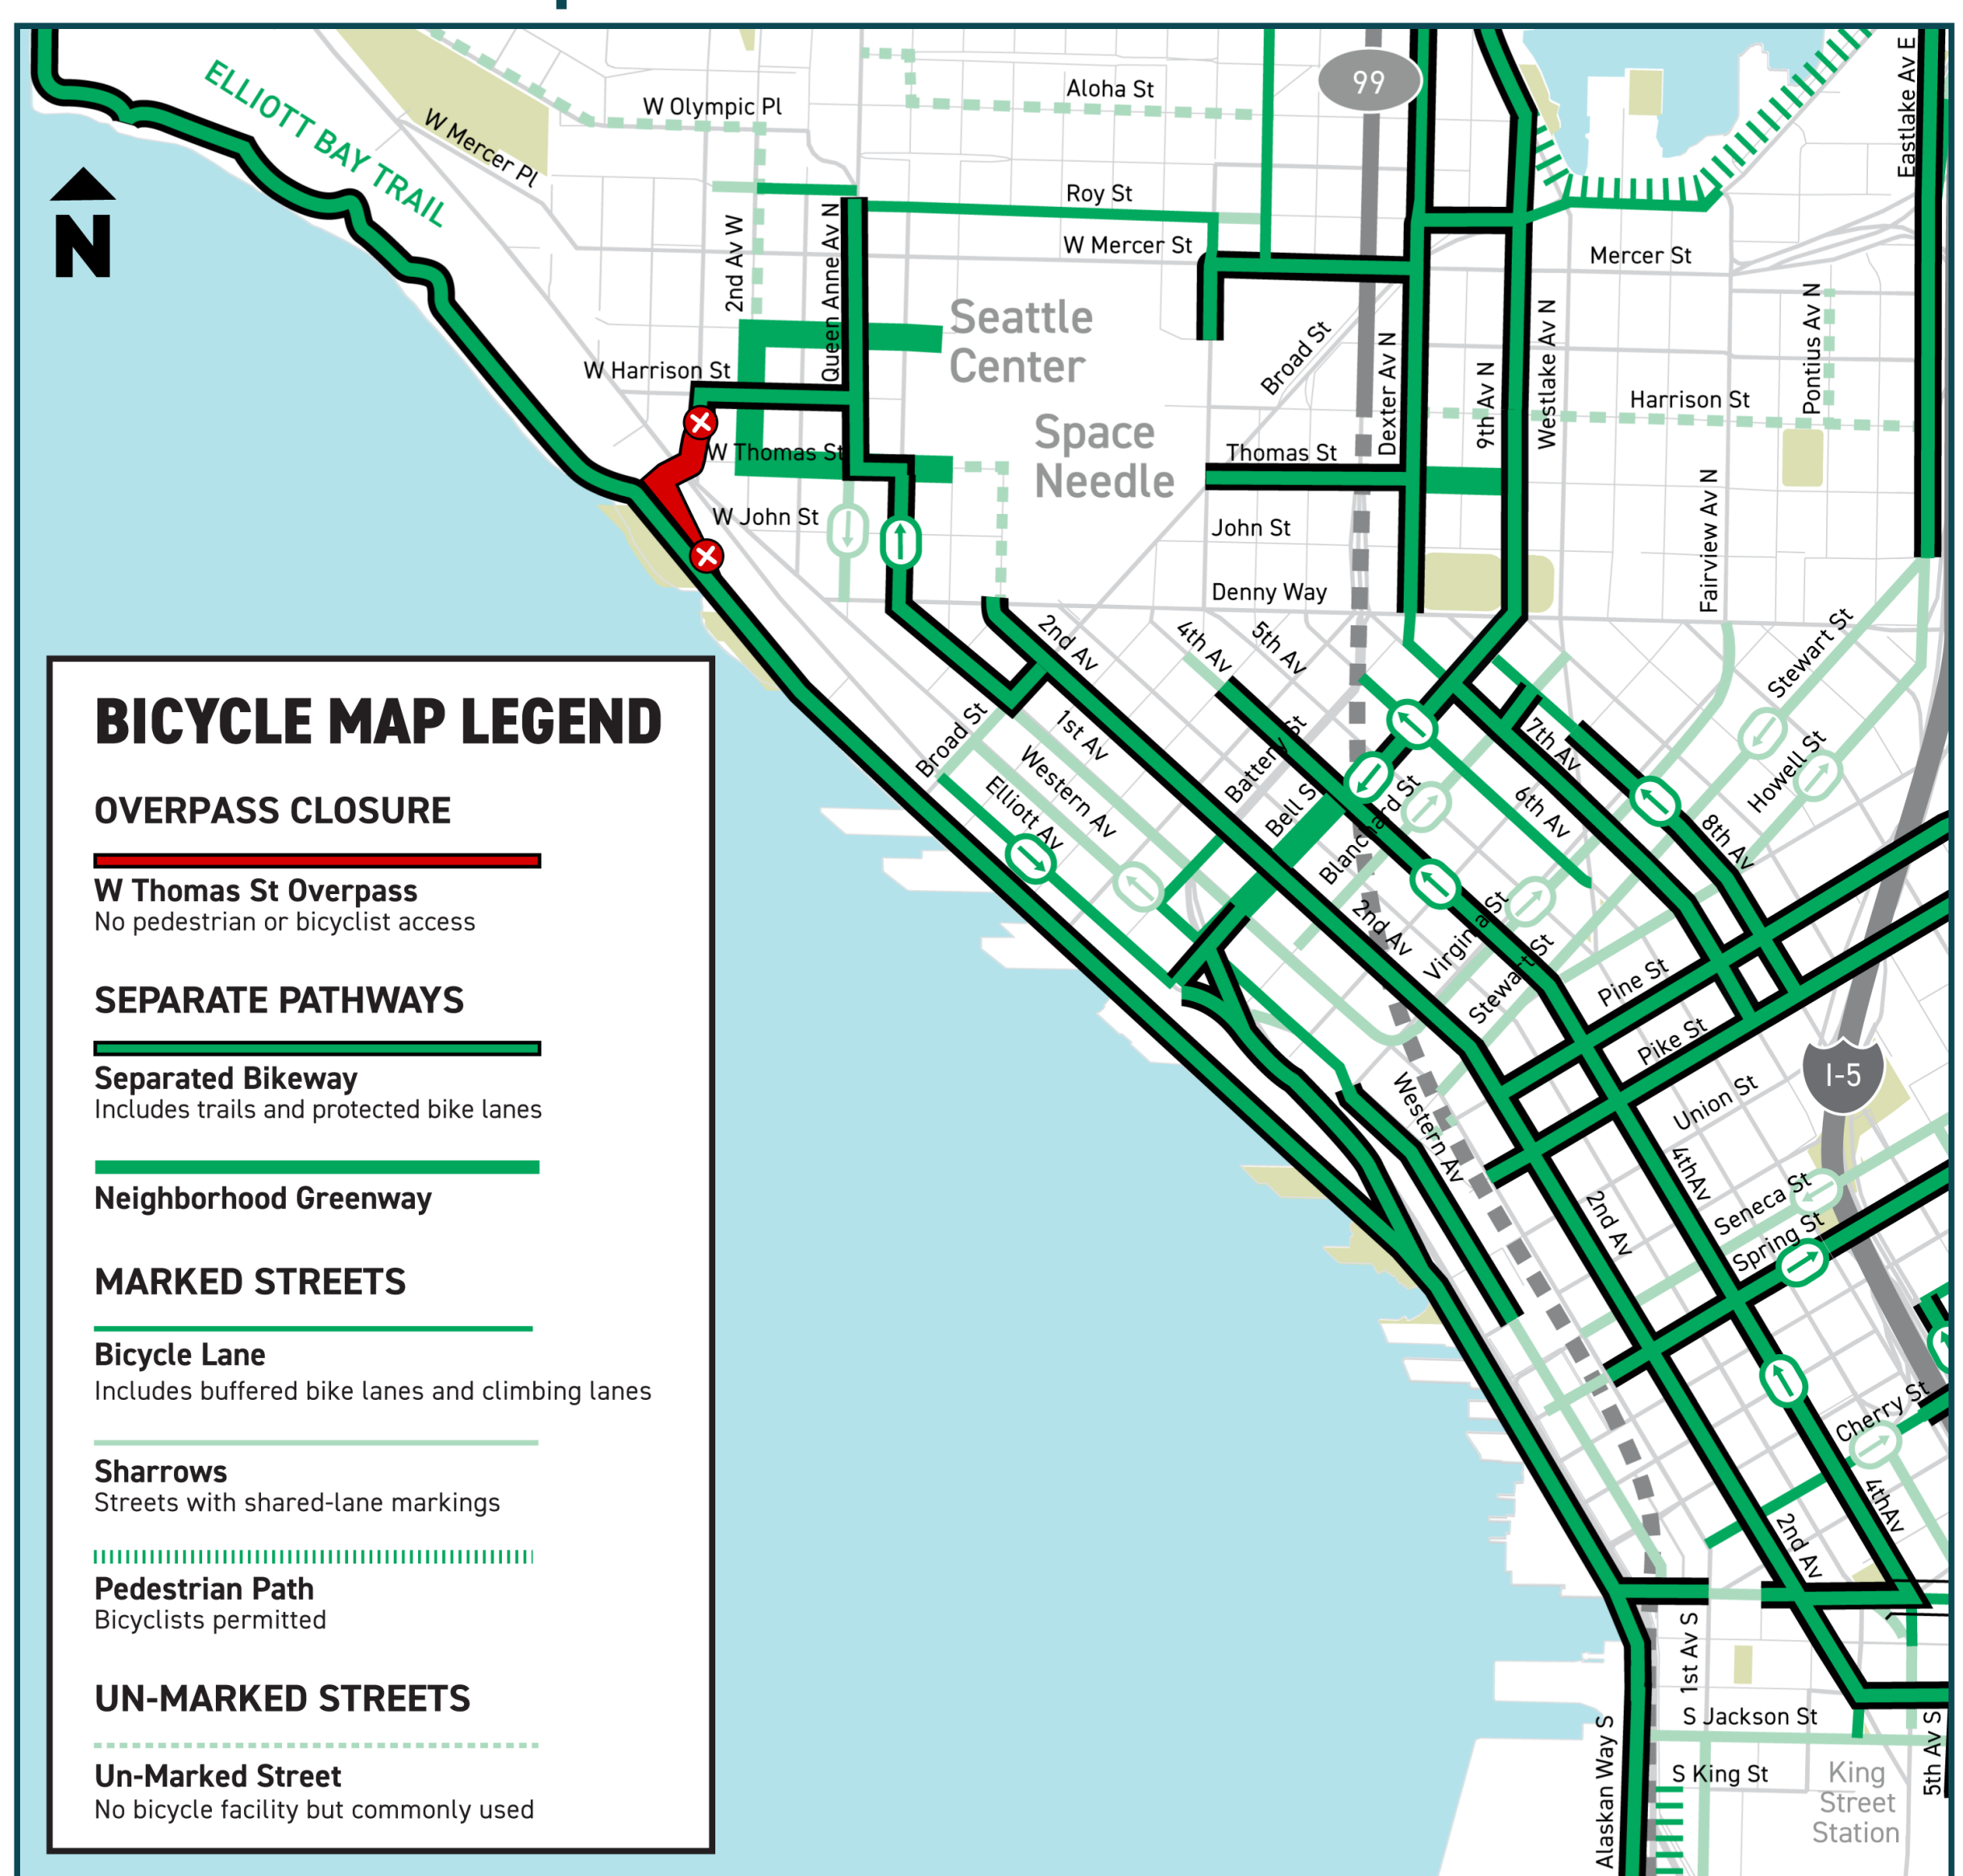 ELLIOTT BAY TRAIL
N
W Mercer Pl
W Olympic Pl
Aloha St
99
Eastlake Av E
2nd Av W
Queen Anne Av N
Roy St
W Mercer St
Mercer St
Seattle
Center
Broad St
Dexter Av N
9th Av N
Westlake Av N
Pontius Av N
W Harrison St
Harrison St
Space
Needle
W Thomas St
Thomas St
W John St
John St
Fairview Av N
Denny Way
2nd Av
4th Av
5th Av
Stewart St
Broad St
1st Av
Western Av
Elliott Av
Battery St
Bell S
Blanchard St
7th Av
6th Av
8th Av
Howell St
2nd Av
Virginia St
Stewart St
Pine St
Pike St
Union St
I-5
Western Av
4thAv
2nd Av
Seneca St
Spring St
Cherry St
4thAv
2nd Av
1st Av S
S Jackson St
S King St
5th Av S
Alaskan Way S
King
Street
Station
BICYCLE MAP LEGEND
OVERPASS CLOSURE
W Thomas St Overpass
No pedestrian or bicyclist access
SEPARATE PATHWAYS
Separated Bikeway
Includes trails and protected bike lanes
Neighborhood Greenway
MARKED STREETS
Bicycle Lane
Includes buffered bike lanes and climbing lanes
Sharrows
Streets with shared-lane markings
Pedestrian Path
Bicyclists permitted
UN-MARKED STREETS
Un-Marked Street
No bicycle facility but commonly used